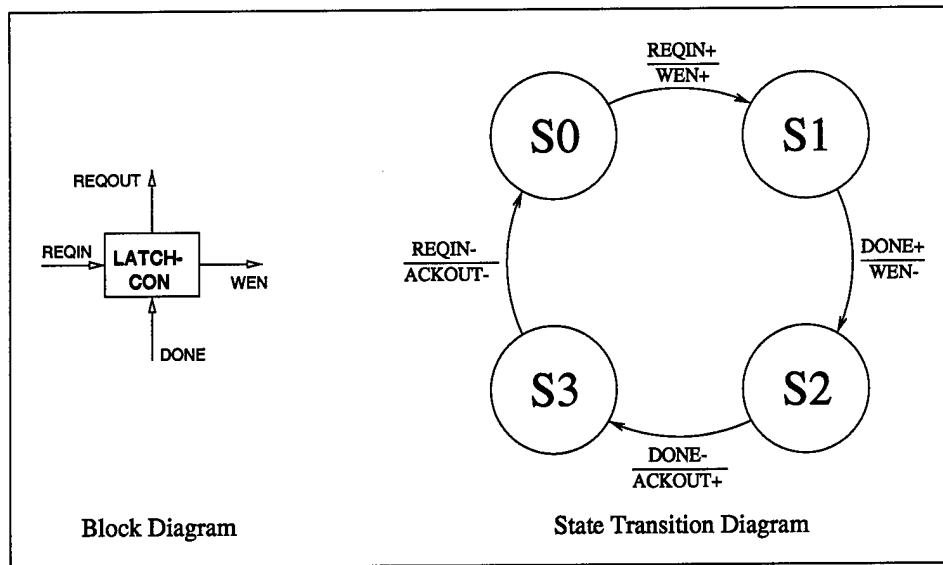 REQIN+
WEN+
S0
S1
REQOUT
REQIN
LATCH-
CON
WEN
DONE
REQIN-
ACKOUT-
DONE+
WEN-
S3
S2
DONE-
ACKOUT+
Block Diagram
State Transition Diagram